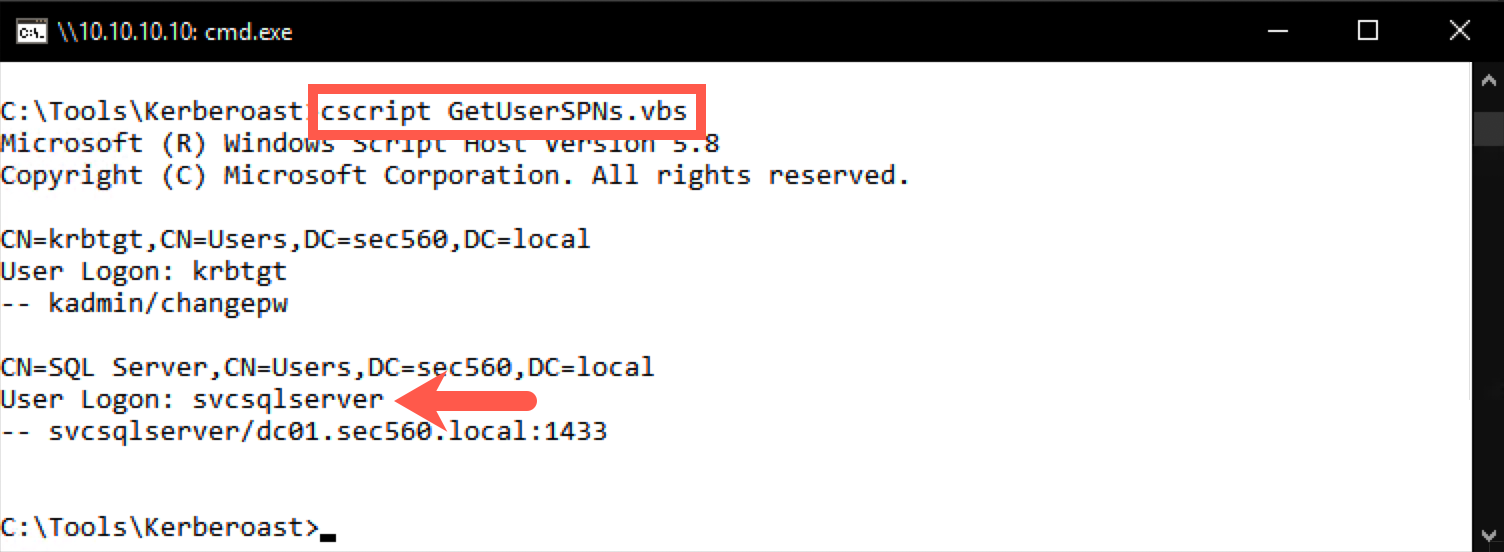 \\10.10.10.10: cmd.exe
C:\Tools\Kerberoast>cscript GetUserSPNs.vbs
Microsoft (R) Windows Script Host Version 5.8
Copyright (C) Microsoft Corporation. All rights reserved.
CN=krbtgt,CN=Users,DC=sec560,DC=local
User Logon: krbtgt
-- kadmin/changepw
CN=SQL Server,CN=Users,DC=sec560,DC=local
User Logon: svcsqlserver
-- svcsqlserver/dc01.sec560.local:1433
C:\Tools\Kerberoast>